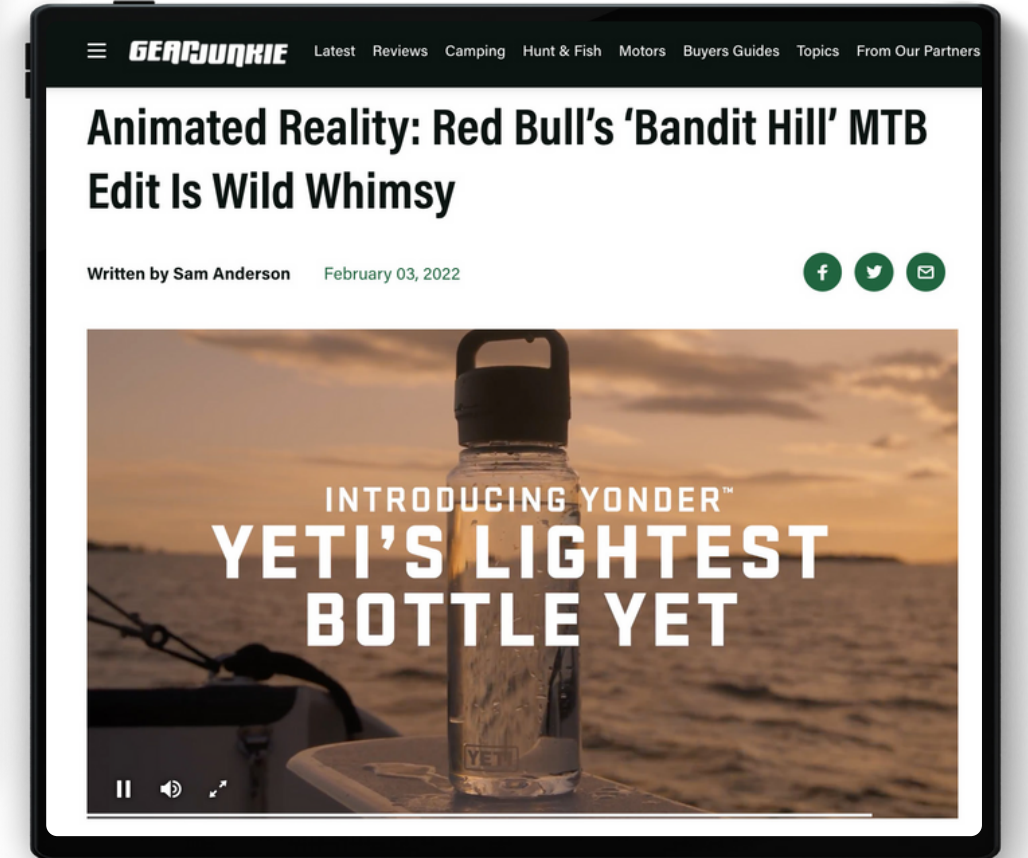 GEARJUNKIE Latest Reviews Camping Hunt & Fish Motors Buyers Guides Topics From Our Partners
Animated Reality: Red Bull’s ‘Bandit Hill’ MTB
Edit Is Wild Whimsy
Written by Sam Anderson February 03, 2022
INTRODUCING YONDER™
YETI’S LIGHTEST
BOTTLE YET
YETI